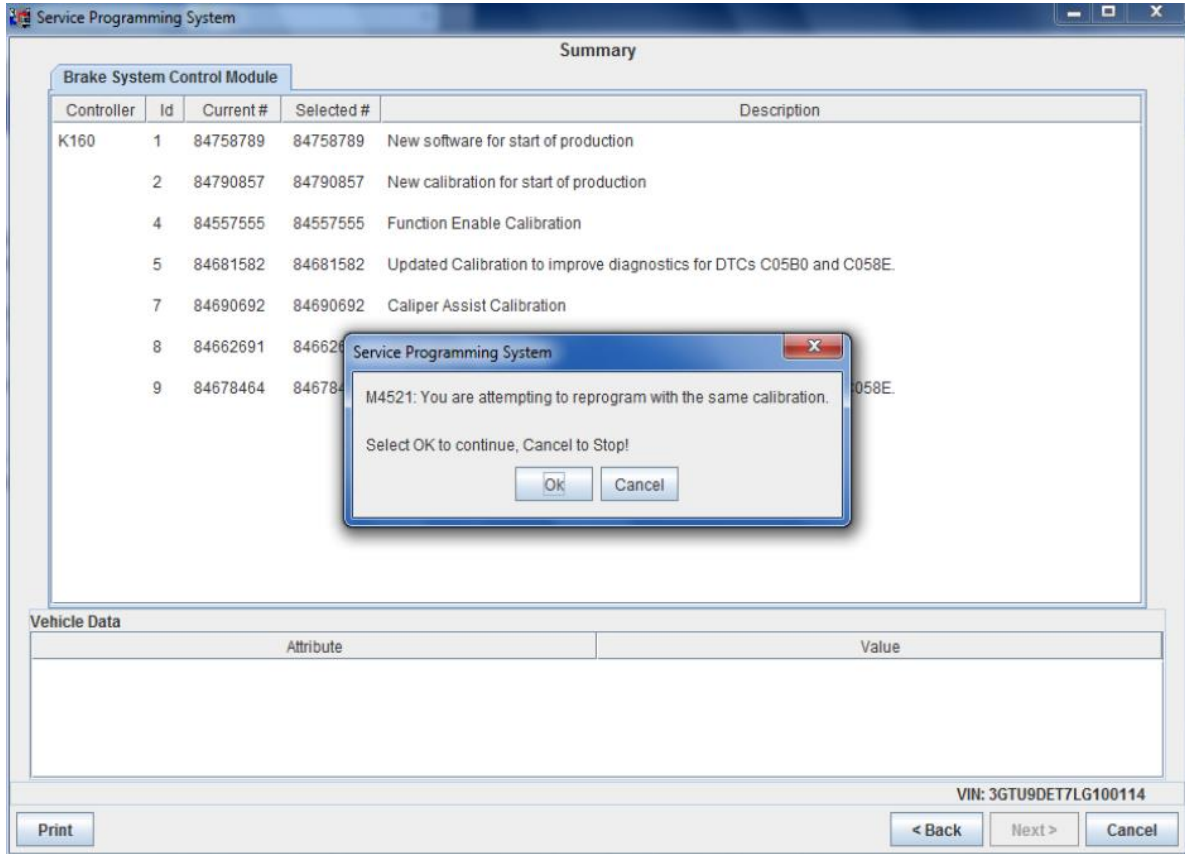 Service Programming System
Summary
Brake System Control Module
Controller Id Current # Selected # Description
K160 1 84758789 84758789 New software for start of production
2 84790857 84790857 New calibration for start of production
4 84557555 84557555 Function Enable Calibration
5 84681582 84681582 Updated Calibration to improve diagnostics for DTCs C05B0 and C058E.
7 84690692 84690692 Caliper Assist Calibration
8 84662691 846626
9 84678464 846784 C058E.
Service Programming System
M4521: You are attempting to reprogram with the same calibration.
Select OK to continue, Cancel to Stop!
Ok Cancel
Vehicle Data
Attribute Value
VIN: 3GTU9DET7LG100114
Print < Back Next > Cancel